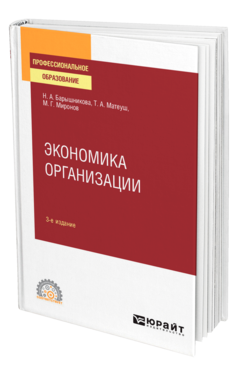 ПРОФЕССИОНАЛЬНОЕ
ОБРАЗОВАНИЕ
Н. А. Барышникова, Т. А. Матеуш,
М. Г. Миронов
ЭКОНОМИКА
ОРГАНИЗАЦИИ
3-е издание
юрайт